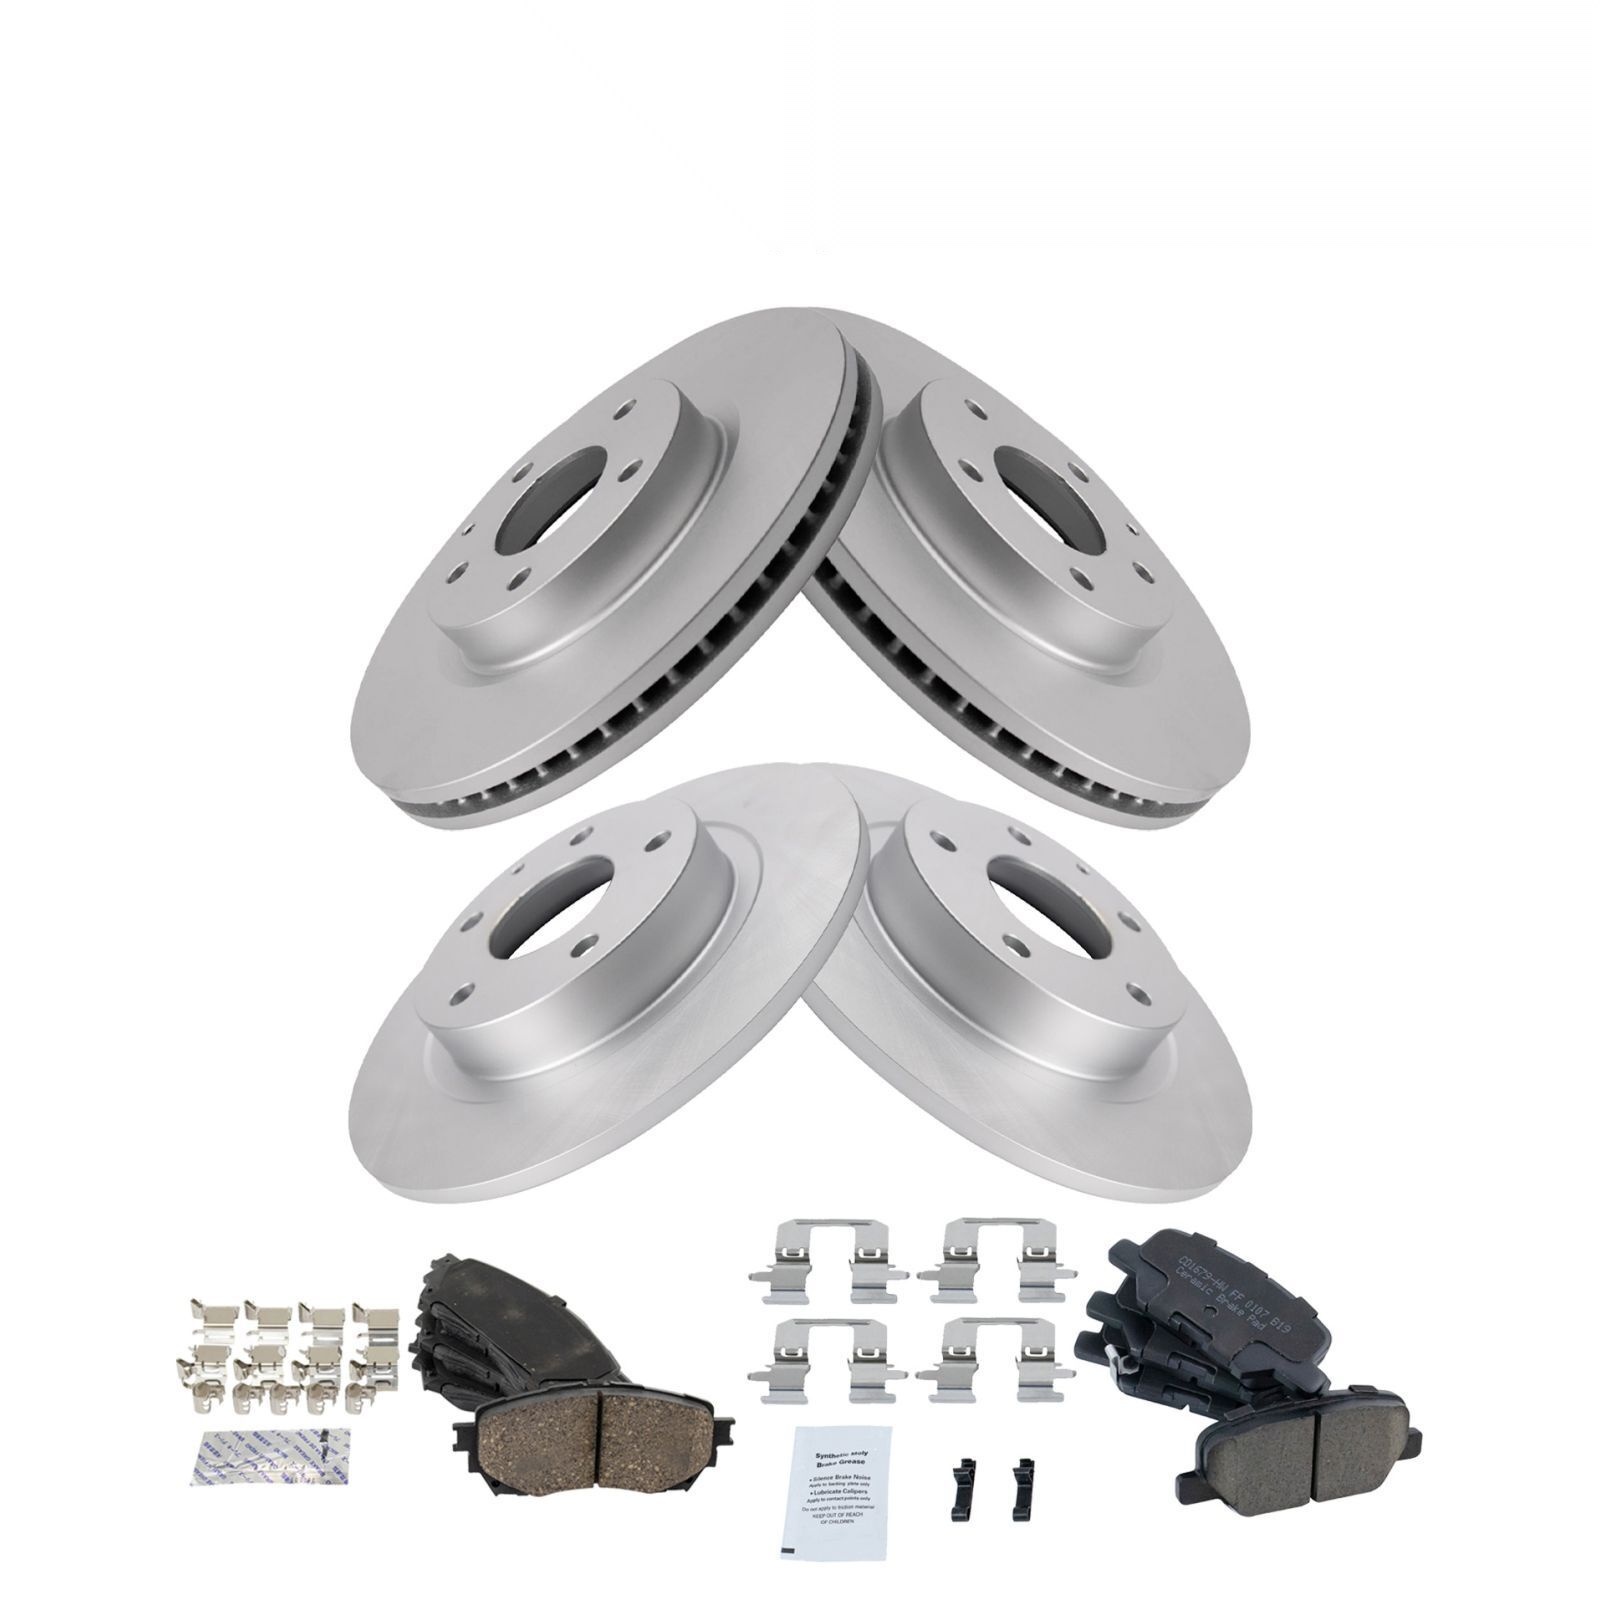 CD1679-HW FF 0107 619
Ceramic Brake Pad
Synthetic Moly
Brake Grease
• Silence Brake Noise
Apply to backing plate only
• Lubricate Calipers
Apply to contact points only
Do not apply to friction material
KEEP OUT OF REACH
OF CHILDREN